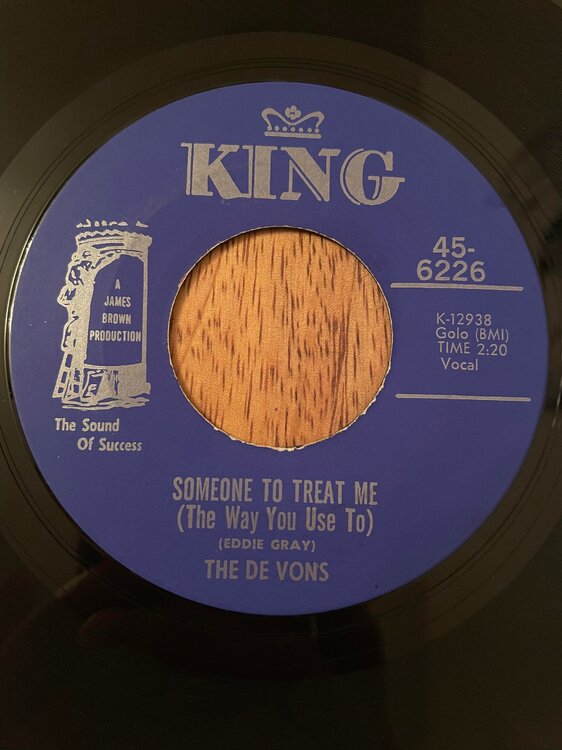 KING
A
JAMES
BROWN
PRODUCTION
The Sound
Of Success
45-
6226
K-12938
Golo (BMI)
TIME 2:20
Vocal
SOMEONE TO TREAT ME
(The Way You Use To)
(EDDIE GRAY)
THE DE VONS